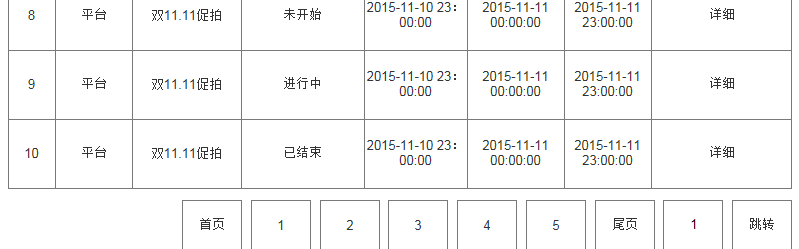 8 平台 双11.11促拍 未开始 2015-11-10 23：00:00 2015-11-11 00:00:00 2015-11-11 23:00:00 详细
9 平台 双11.11促拍 进行中 2015-11-10 23：00:00 2015-11-11 00:00:00 2015-11-11 23:00:00 详细
10 平台 双11.11促拍 已结束 2015-11-10 23：00:00 2015-11-11 00:00:00 2015-11-11 23:00:00 详细
首页 1 2 3 4 5 尾页 1 跳转